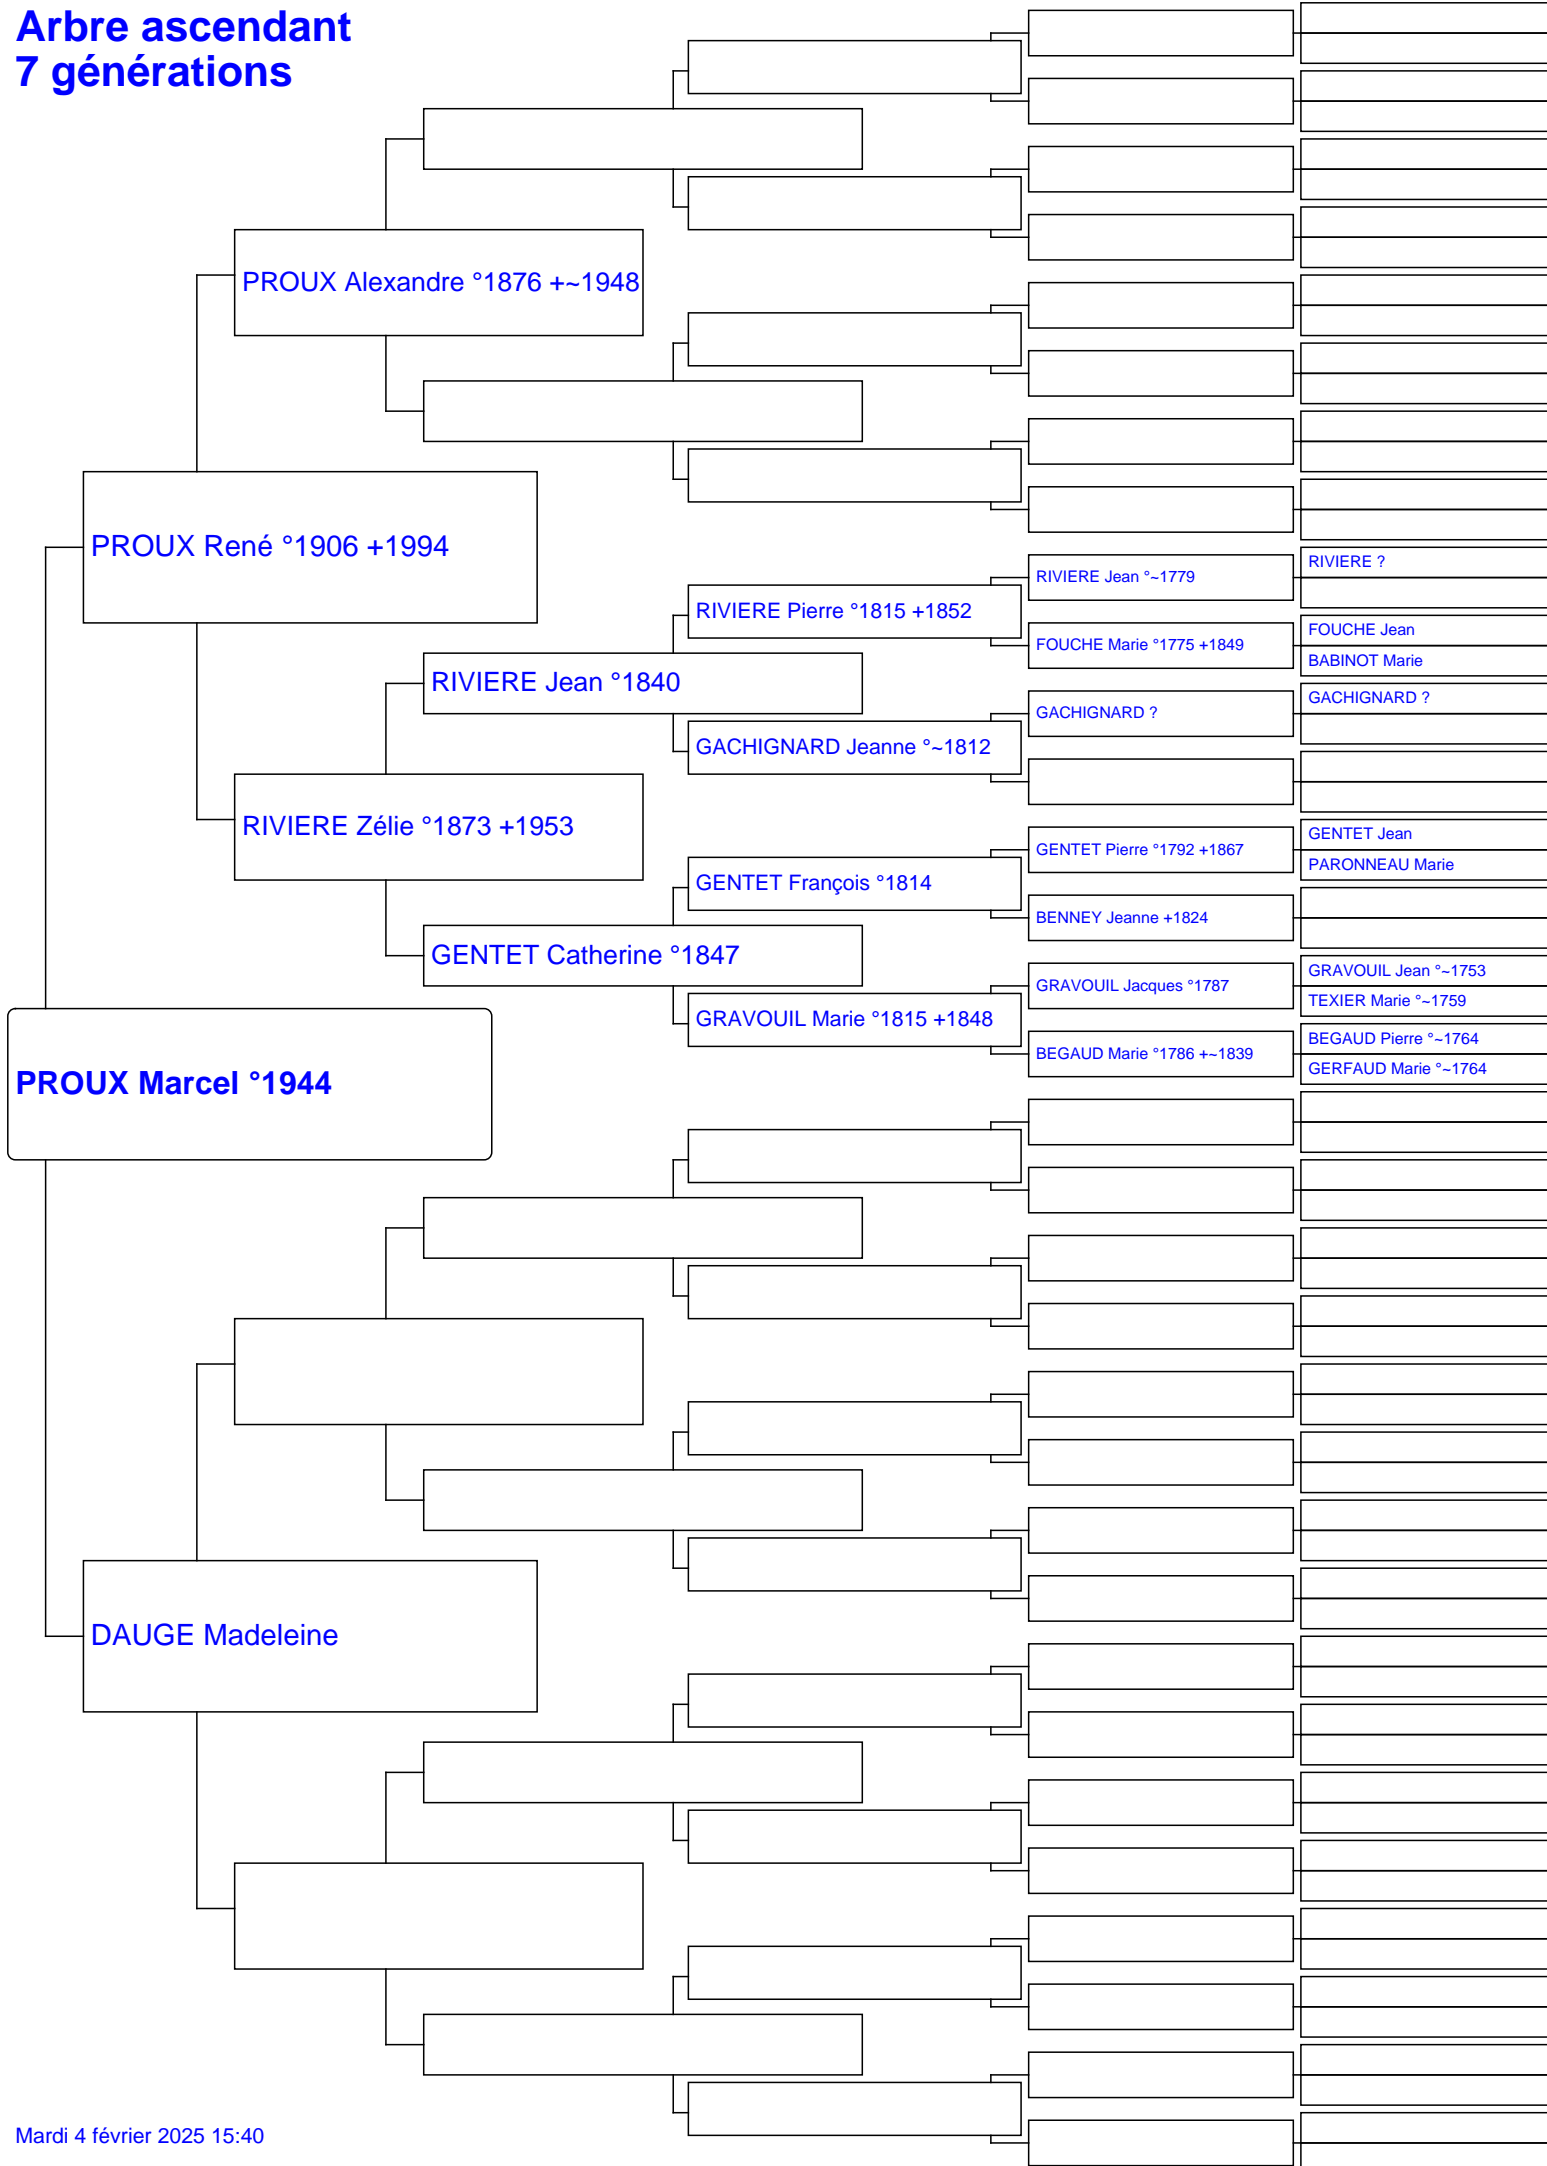 Arbre ascendant
7 générations
PROUX Alexandre °1876 +~1948
PROUX René °1906 +1994
RIVIERE ?
RIVIERE Jean °~1779
RIVIERE Pierre °1815 +1852
FOUCHE Jean
FOUCHE Marie °1775 +1849
BABINOT Marie
RIVIERE Jean °1840
GACHIGNARD ?
GACHIGNARD ?
GACHIGNARD Jeanne °~1812
RIVIERE Zélie °1873 +1953
GENTET Jean
GENTET Pierre °1792 +1867
PARONNEAU Marie
GENTET François °1814
BENNEY Jeanne +1824
GENTET Catherine °1847
GRAVOUIL Jean °~1753
GRAVOUIL Jacques °1787
TEXIER Marie °~1759
GRAVOUIL Marie °1815 +1848
BEGAUD Pierre °~1764
BEGAUD Marie °1786 +~1839
GERFAUD Marie °~1764
PROUX Marcel °1944
DAUGE Madeleine
Mardi 4 février 2025 15:40